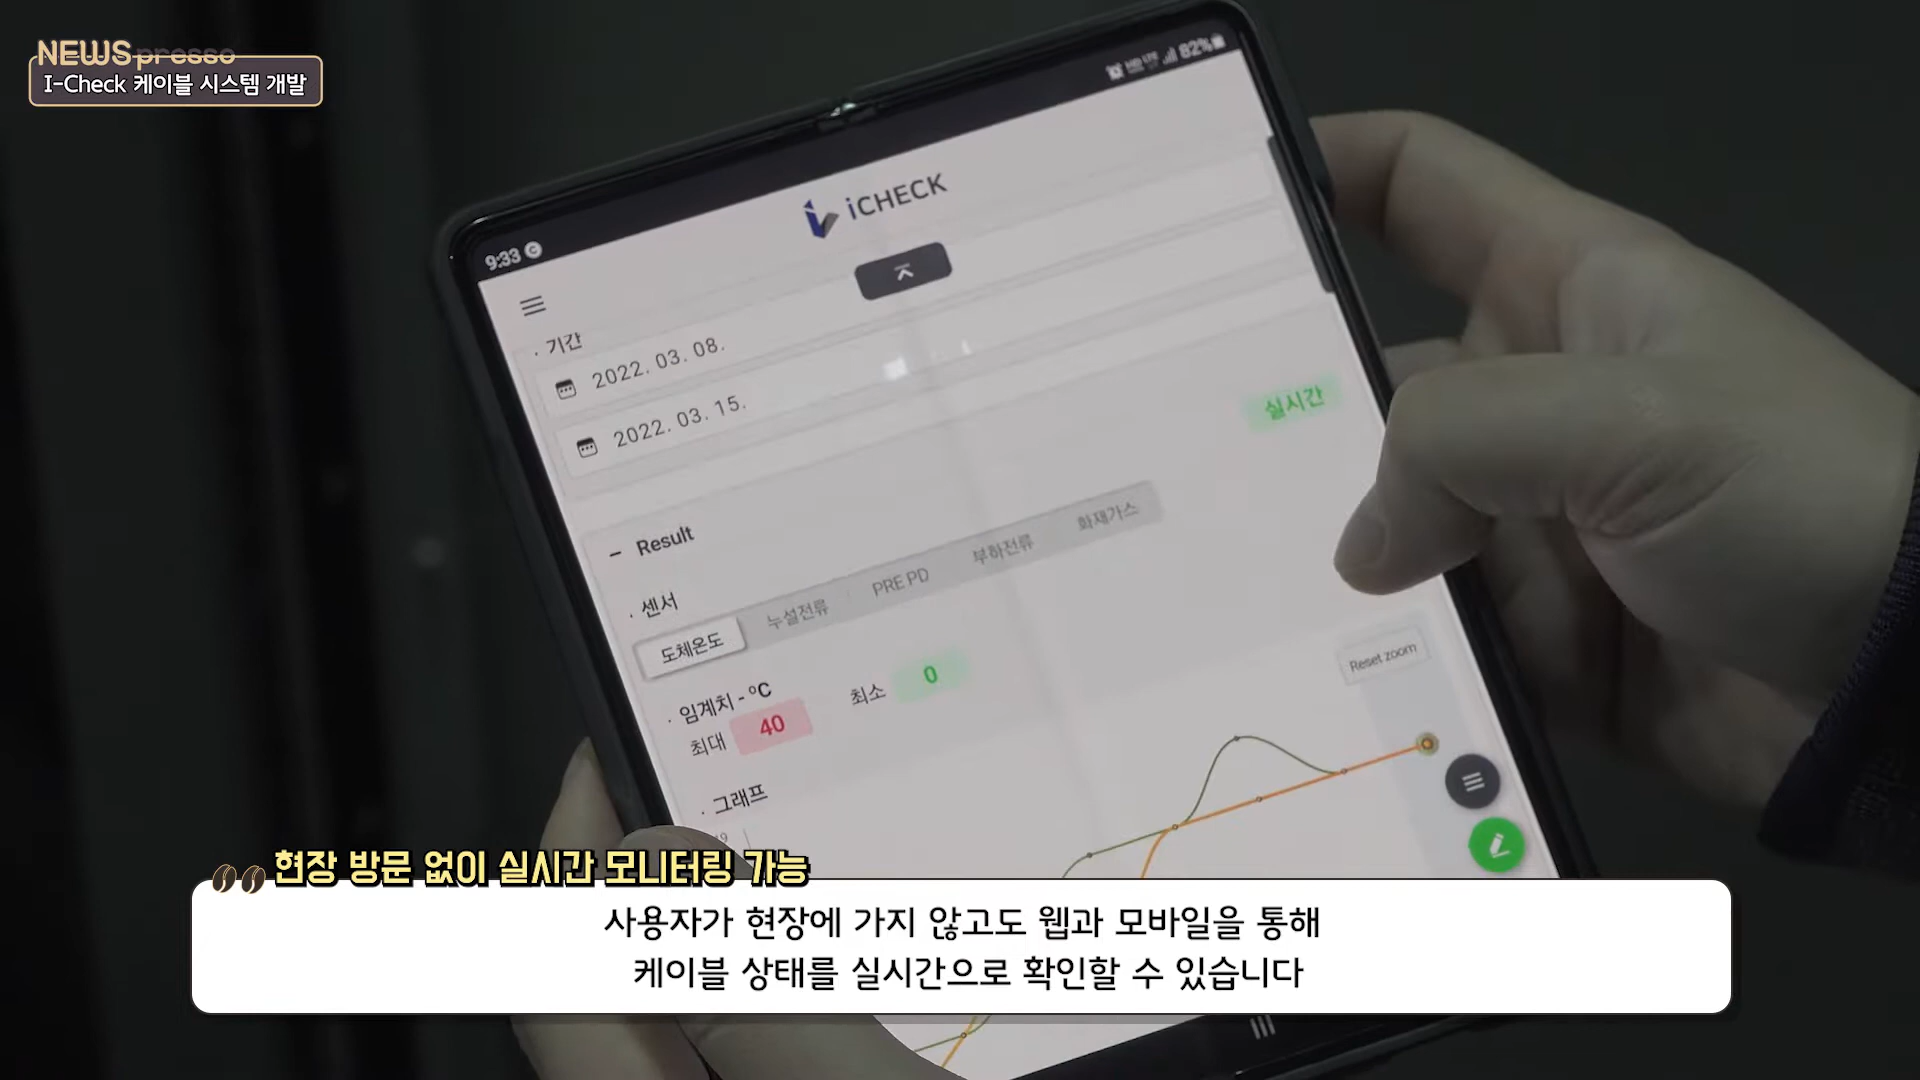 NEWSpresso
I-Check 케이블 시스템 개발
82%
9:33
iCHECK
· 기간
2022. 03. 08.
2022. 03. 15.
실시간
− Result
· 센서
도체온도 누설전류 PRE PD 부하전류 화재가스
· 임계치 - ºC
최대 40 최소 0
Reset zoom
· 그래프
현장 방문 없이 실시간 모니터링 가능
사용자가 현장에 가지 않고도 웹과 모바일을 통해
케이블 상태를 실시간으로 확인할 수 있습니다